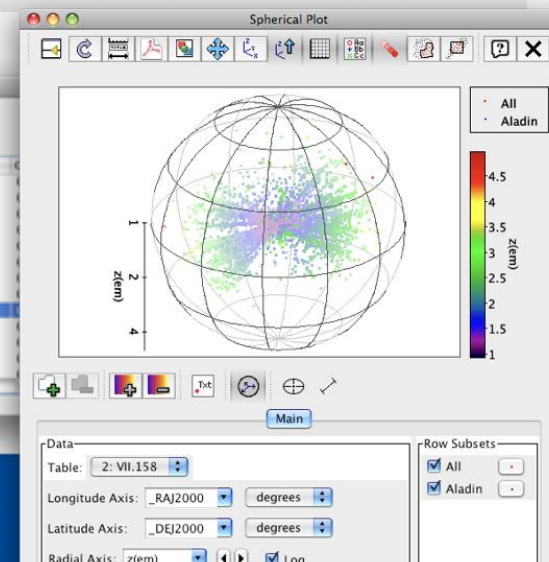 Spherical Plot
All
Aladin
4.5
4
3.5
3
2.5
2
1.5
1
z(em)
1
2
4
z(em)
Txt
Main
Data
Table: 2: VII.158
Longitude Axis: _RAJ2000 degrees
Latitude Axis: _DEJ2000 degrees
Radial Axis: z(em) Log
Row Subsets
All
Aladin